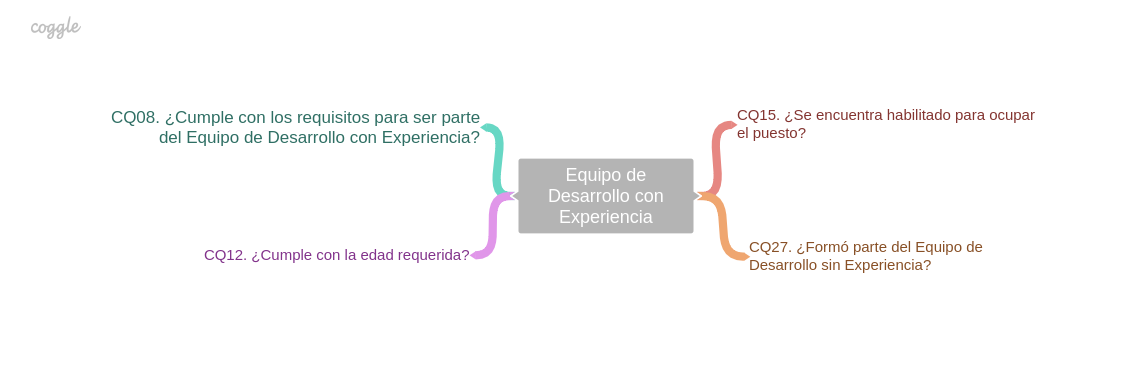 coggle
CQ08. ¿Cumple con los requisitos para ser parte
del Equipo de Desarrollo con Experiencia?
CQ12. ¿Cumple con la edad requerida?
Equipo de
Desarrollo con
Experiencia
CQ15. ¿Se encuentra habilitado para ocupar
el puesto?
CQ27. ¿Formó parte del Equipo de
Desarrollo sin Experiencia?